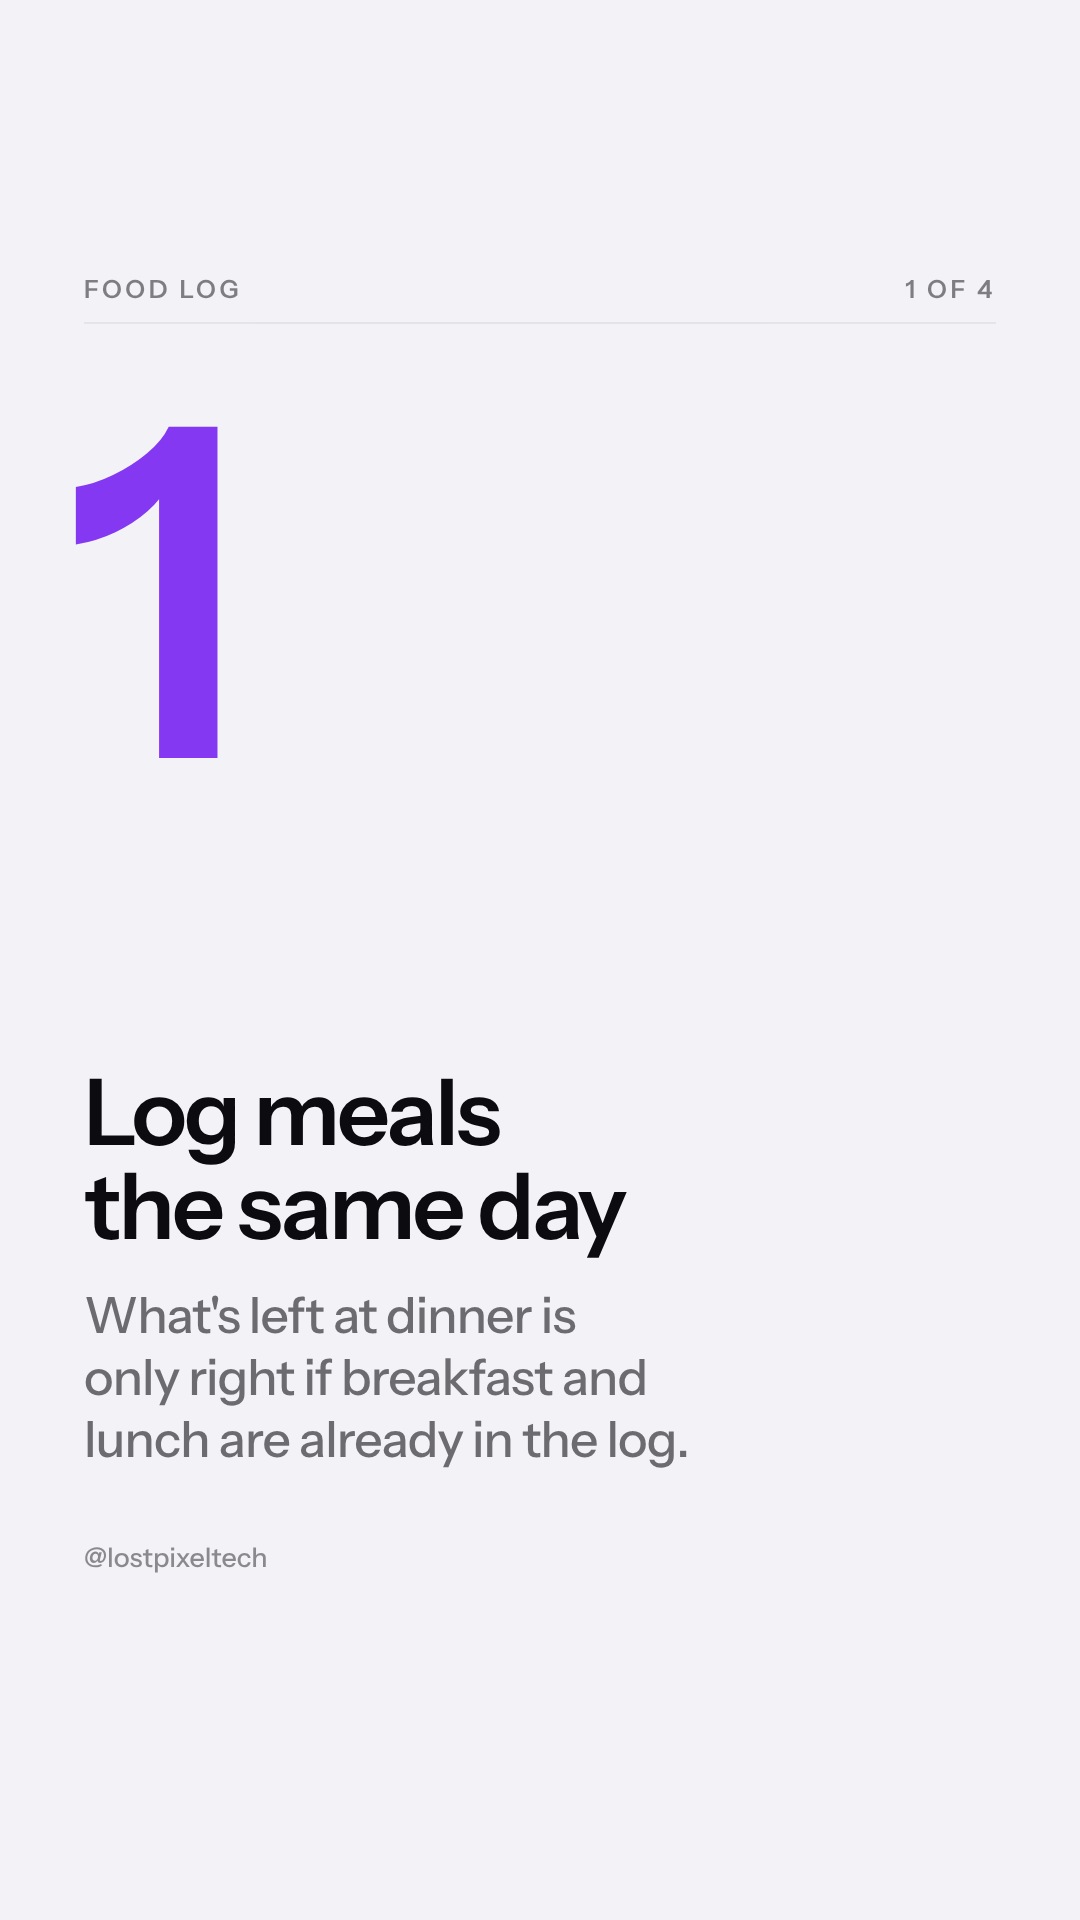 FOOD LOG
1 OF 4
1
Log meals
the same day
What's left at dinner is
only right if breakfast and
lunch are already in the log.
@lostpixeltech